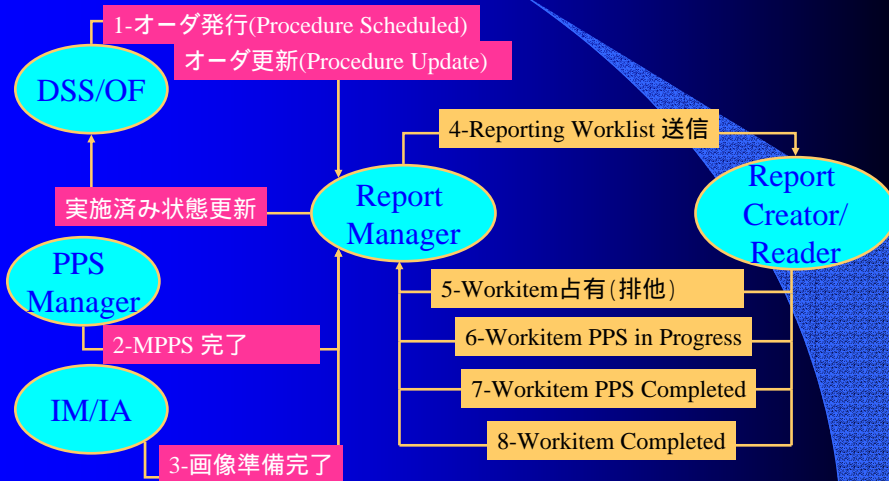 1-オーダ発行(Procedure Scheduled)
オーダ更新(Procedure Update)
DSS/OF
4-Reporting Worklist 送信
実施済み状態更新
Report
Manager
Report
Creator/
Reader
PPS
Manager
5-Workitem占有(排他)
2-MPPS 完了
6-Workitem PPS in Progress
7-Workitem PPS Completed
IM/IA
8-Workitem Completed
3-画像準備完了